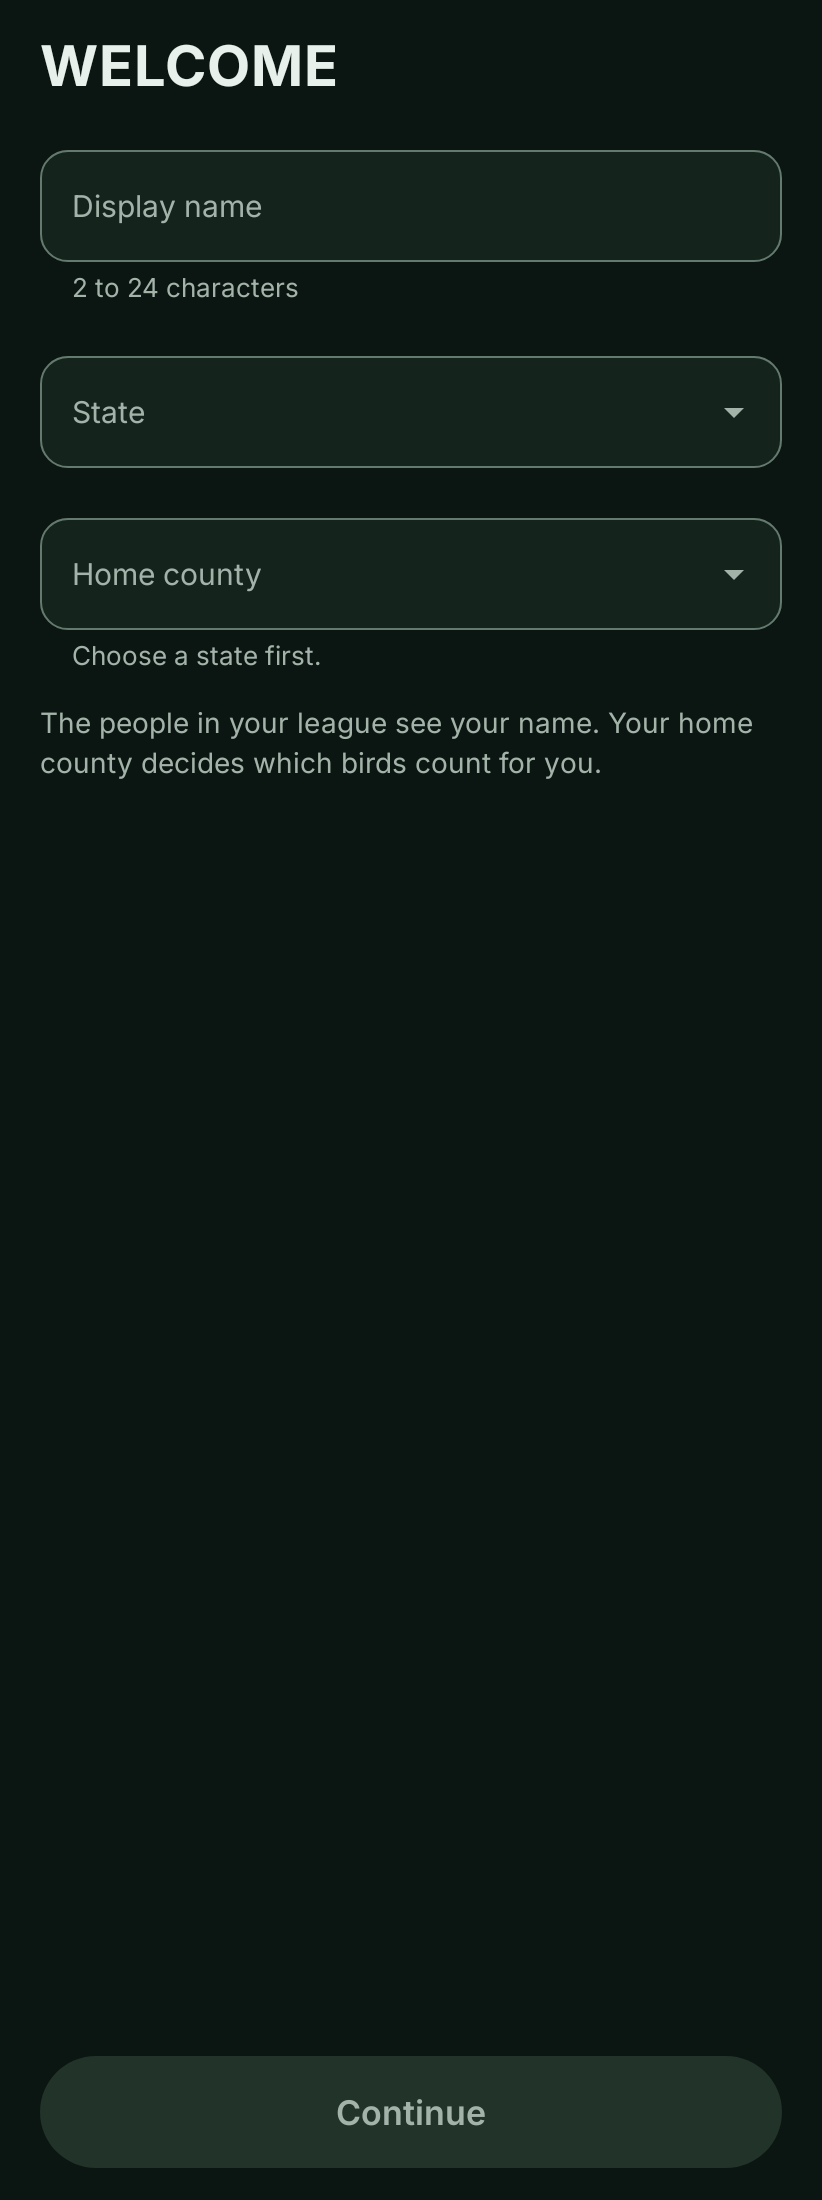 WELCOME
Display name
2 to 24 characters
State
Home county
Choose a state first.
The people in your league see your name. Your home
county decides which birds count for you.
Continue